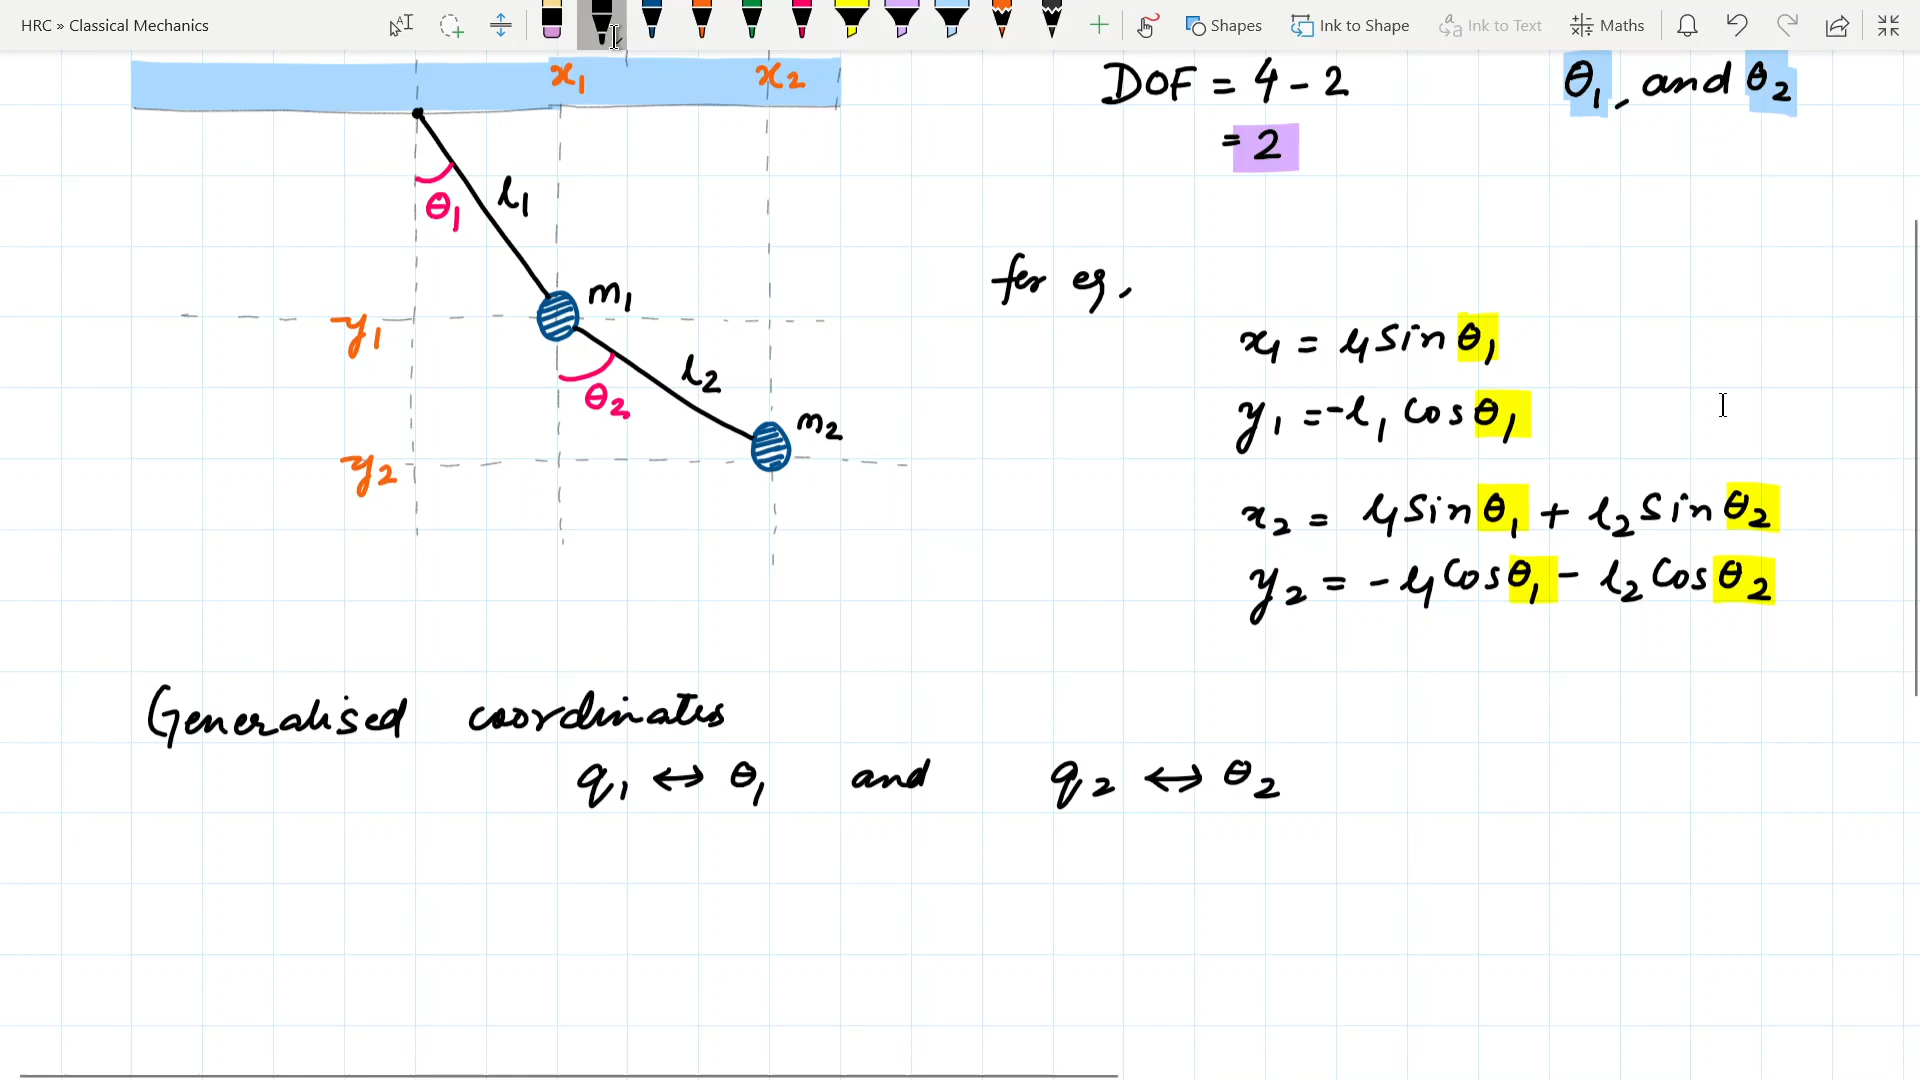 HRC » Classical Mechanics
Shapes
Ink to Shape
Ink to Text
Maths
x₁ x₂
θ₁
l₁
m₁
-y₁
l₂
θ₂
m₂
-y₂
DOF = 4 - 2
= 2
θ₁, and θ₂
for eg,
x₁ = l₁ sin θ₁
y₁ = -l₁ cos θ₁
x₂ = l₁ sin θ₁ + l₂ sin θ₂
y₂ = - l₁ cos θ₁ - l₂ cos θ₂
Generalised coordinates
q₁ ↔ θ₁ and q₂ ↔ θ₂